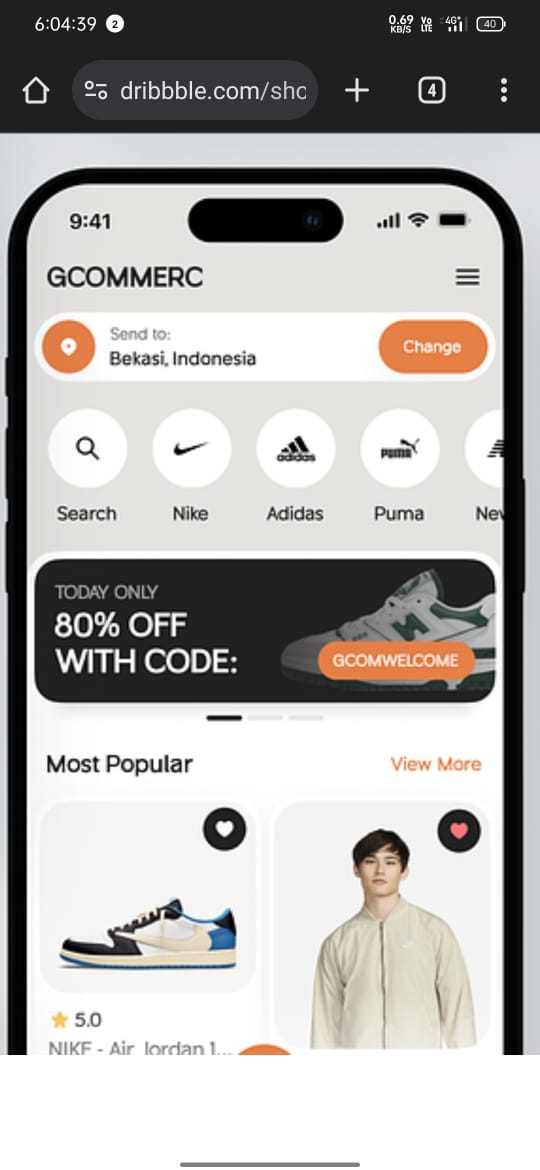 6:04:39 2 0.69 KB/S Vo LTE 4G+ 40
dribbble.com/sho 4
9:41
GCOMMERC
Send to:
Bekasi, Indonesia
Change
adidas PUMA
Search Nike Adidas Puma New
TODAY ONLY
80% OFF
WITH CODE:
GCOMWELCOME
Most Popular View More
5.0
NIKE - Air Jordan 1...